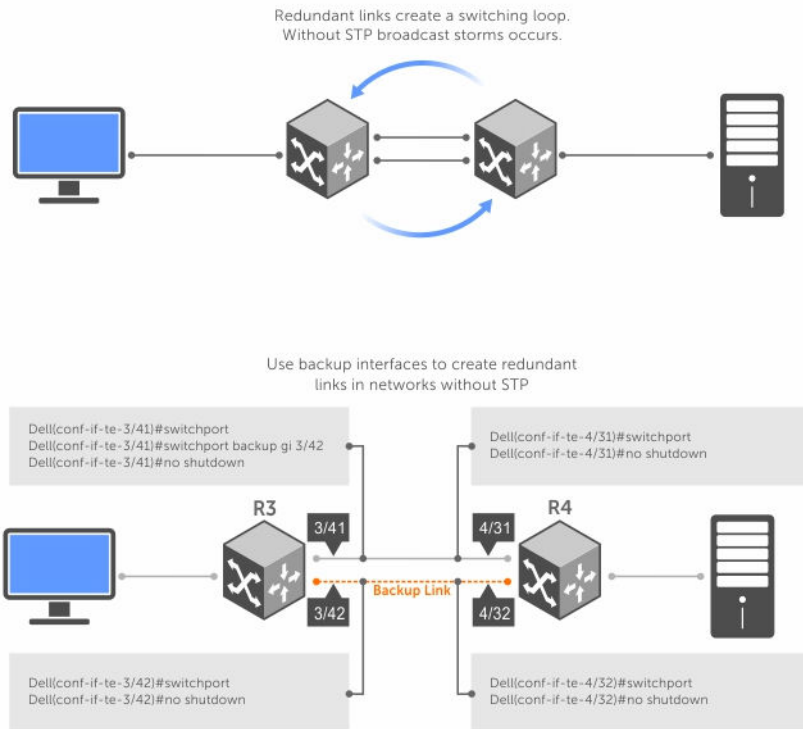 Redundant links create a switching loop.
Without STP broadcast storms occurs.
Use backup interfaces to create redundant
links in networks without STP
Dell(conf-if-te-3/41)#switchport
Dell(conf-if-te-3/41)#switchport backup gi 3/42
Dell(conf-if-te-3/41)#no shutdown
Dell(conf-if-te-4/31)#switchport
Dell(conf-if-te-4/31)#no shutdown
R3
R4
3/41
4/31
Backup Link
3/42
4/32
Dell(conf-if-te-3/42)#switchport
Dell(conf-if-te-3/42)#no shutdown
Dell(conf-if-te-4/32)#switchport
Dell(conf-if-te-4/32)#no shutdown